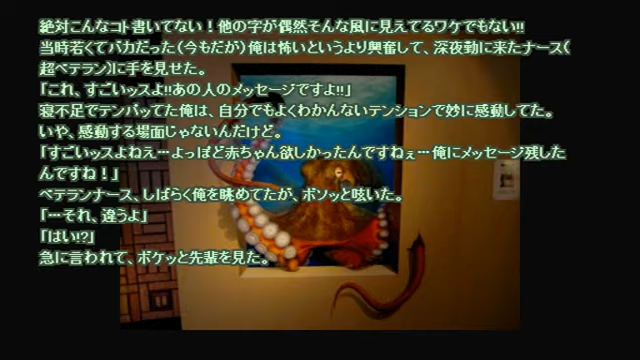 絶対こんなコト書いてない！他の字が偶然そんな風に見えてるワケでもない!!
当時若くてバカだった（今もだが）俺は怖いというより興奮して、深夜勤に来たナース（
超ベテラン）に手を見せた。
「これ、すごいッスよ!!あの人のメッセージですよ!!」
寝不足でテンパッてた俺は、自分でもよくわかんないテンションで妙に感動してた。
いや、感動する場面じゃないんだけど。
「すごいッスよねえ…よっぽど赤ちゃん欲しかったんですねぇ…俺にメッセージ残した
んですね！」
ベテランナース、しばらく俺を眺めてたが、ボソッと呟いた。
「…それ、違うよ」
「はい!?」
急に言われて、ポケッと先輩を見た。